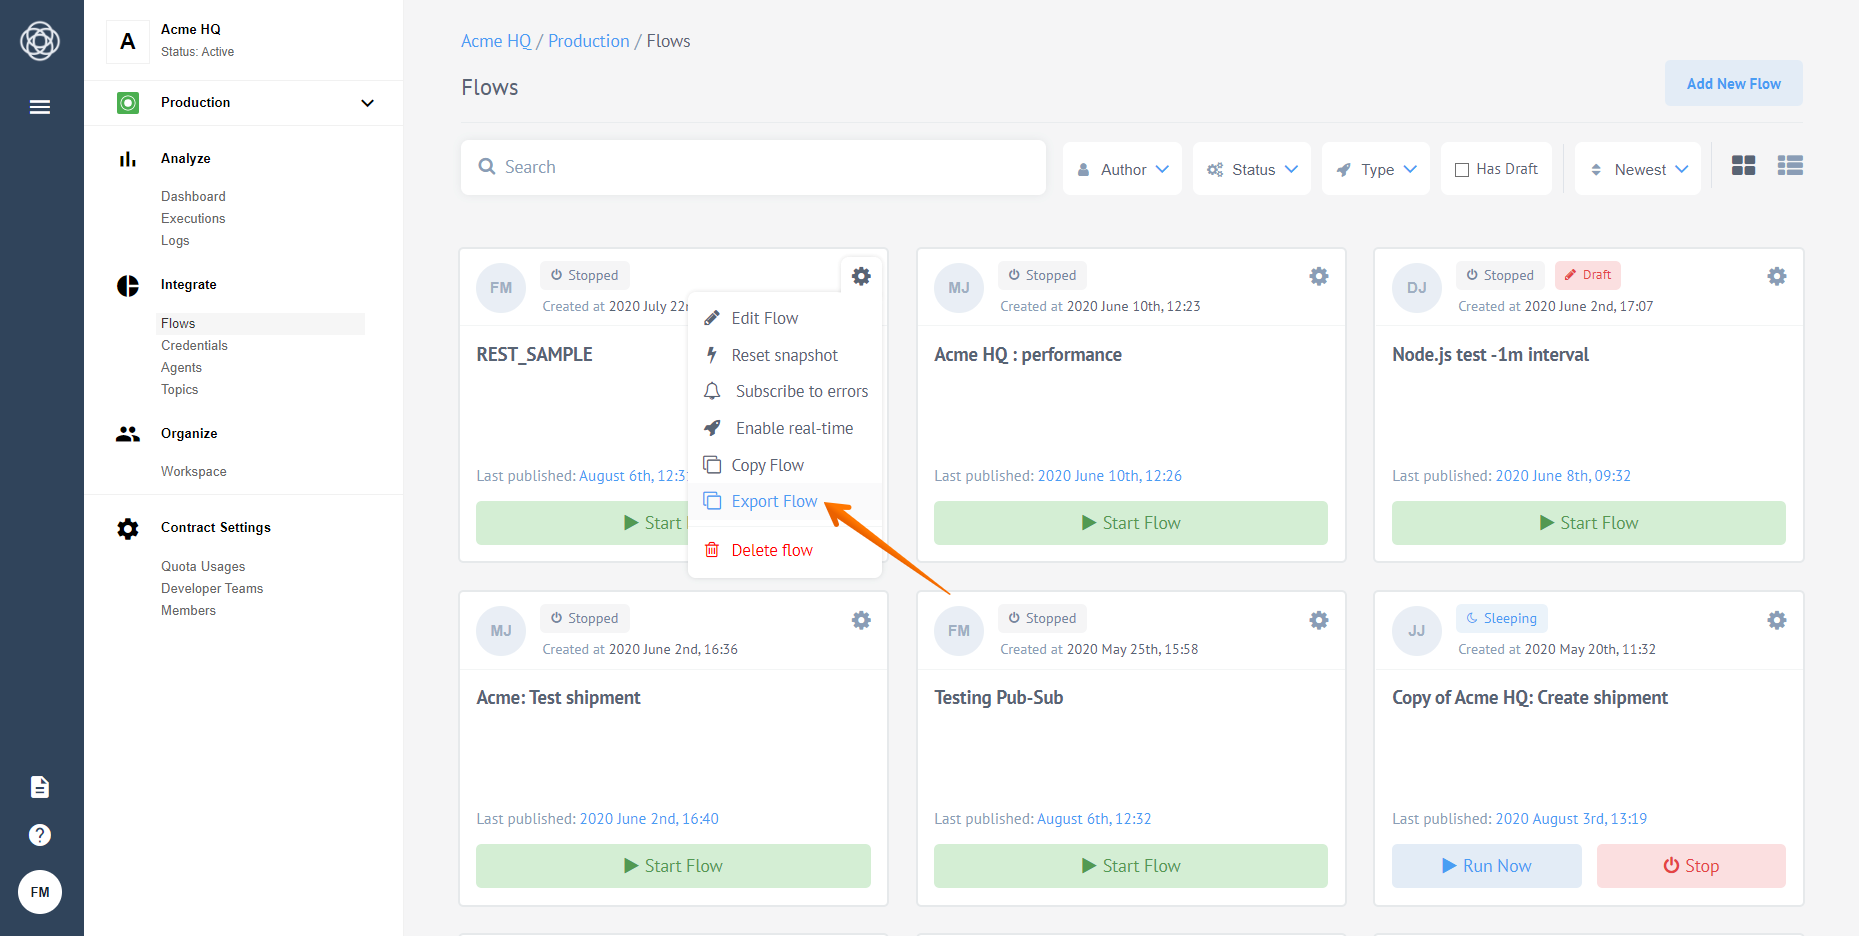 A
Acme HQ
Status: Active
Production
Analyze
Dashboard
Executions
Logs
Integrate
Flows
Credentials
Agents
Topics
Organize
Workspace
Contract Settings
Quota Usages
Developer Teams
Members
?
FM
Acme HQ / Production / Flows
Flows
Add New Flow
Search
Author
Status
Type
Has Draft
Newest
FM
Stopped
Created at 2020 July 22
REST_SAMPLE
Last published: August 6th, 12:3
Start
Edit Flow
Reset snapshot
Subscribe to errors
Enable real-time
Copy Flow
Export Flow
Delete flow
MJ
Stopped
Created at 2020 June 10th, 12:23
Acme HQ : performance
Last published: 2020 June 10th, 12:26
Start Flow
DJ
Stopped
Draft
Created at 2020 June 2nd, 17:07
Node.js test -1m interval
Last published: 2020 June 8th, 09:32
Start Flow
MJ
Stopped
Created at 2020 June 2nd, 16:36
Acme: Test shipment
Last published: 2020 June 2nd, 16:40
Start Flow
FM
Stopped
Created at 2020 May 25th, 15:58
Testing Pub-Sub
Last published: August 6th, 12:32
Start Flow
JJ
Sleeping
Created at 2020 May 20th, 11:32
Copy of Acme HQ: Create shipment
Last published: 2020 August 3rd, 13:19
Run Now
Stop